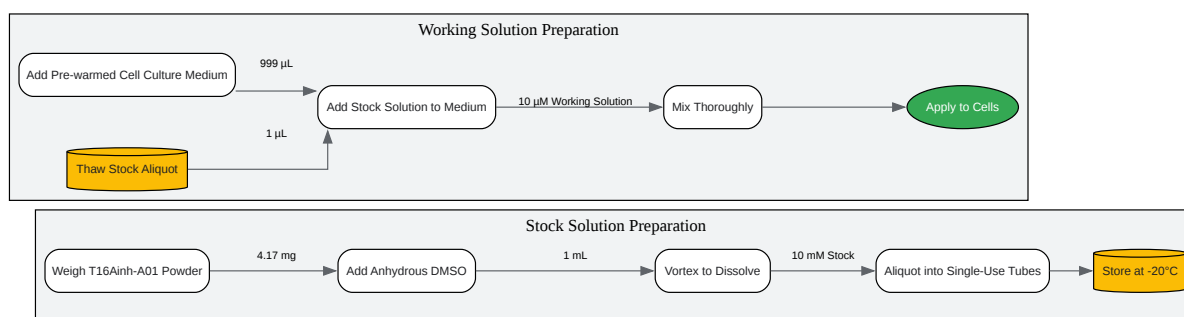 Working Solution Preparation
Add Pre-warmed Cell Culture Medium
999 µL
Add Stock Solution to Medium
10 µM Working Solution
Mix Thoroughly
Apply to Cells
1 µL
Thaw Stock Aliquot
Stock Solution Preparation
Weigh T16Ainh-A01 Powder
4.17 mg
Add Anhydrous DMSO
1 mL
Vortex to Dissolve
10 mM Stock
Aliquot into Single-Use Tubes
Store at -20°C